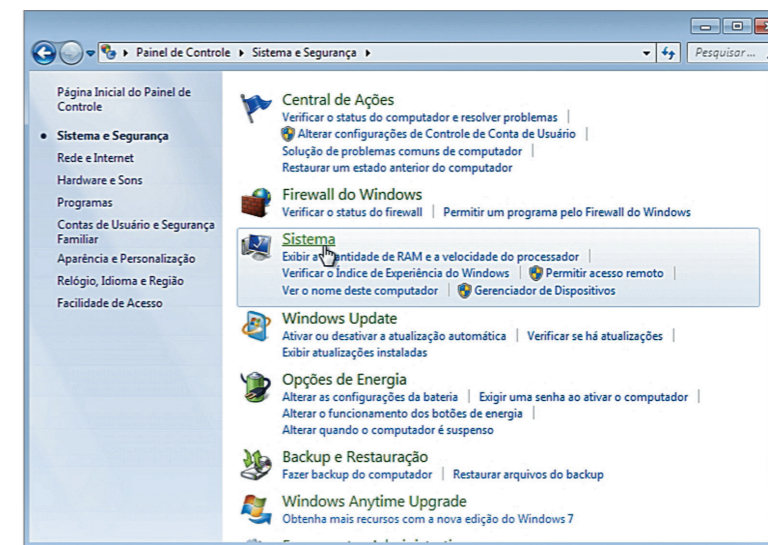 Painel de Controle Sistema e Segurança
Pesquisar...
Página Inicial do Painel de
Controle
Sistema e Segurança
Rede e Internet
Hardware e Sons
Programas
Contas de Usuário e Segurança
Familiar
Aparência e Personalização
Relógio, Idioma e Região
Facilidade de Acesso
Central de Ações
Verificar o status do computador e resolver problemas
Alterar configurações de Controle de Conta de Usuário
Solução de problemas comuns de computador
Restaurar um estado anterior do computador
Firewall do Windows
Verificar o status do firewall | Permitir um programa pelo Firewall do Windows
Sistema
Exibir a quantidade de RAM e a velocidade do processador
Verificar o Índice de Experiência do Windows | Permitir acesso remoto
Ver o nome deste computador | Gerenciador de Dispositivos
Windows Update
Ativar ou desativar a atualização automática | Verificar se há atualizações
Exibir atualizações instaladas
Opções de Energia
Alterar as configurações da bateria | Exigir uma senha ao ativar o computador
Alterar o funcionamento dos botões de energia
Alterar quando o computador é suspenso
Backup e Restauração
Fazer backup do computador | Restaurar arquivos do backup
Windows Anytime Upgrade
Obtenha mais recursos com a nova edição do Windows 7